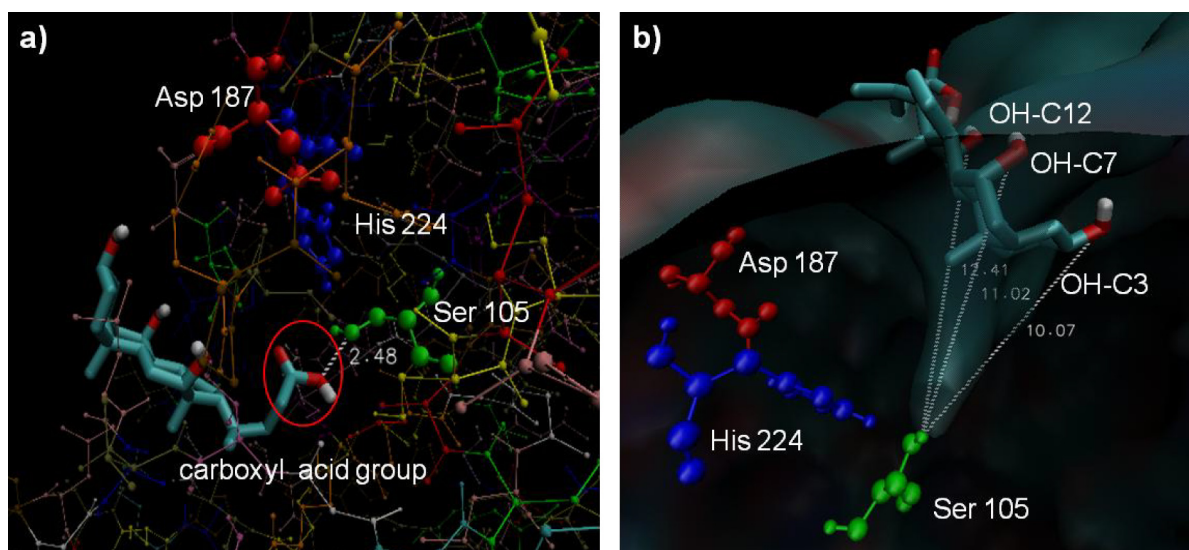 a)
Asp 187
His 224
Ser 105
2.48
carboxyl acid group
b)
OH-C12
OH-C7
Asp 187
12.41
OH-C3
11.02
10.07
His 224
Ser 105